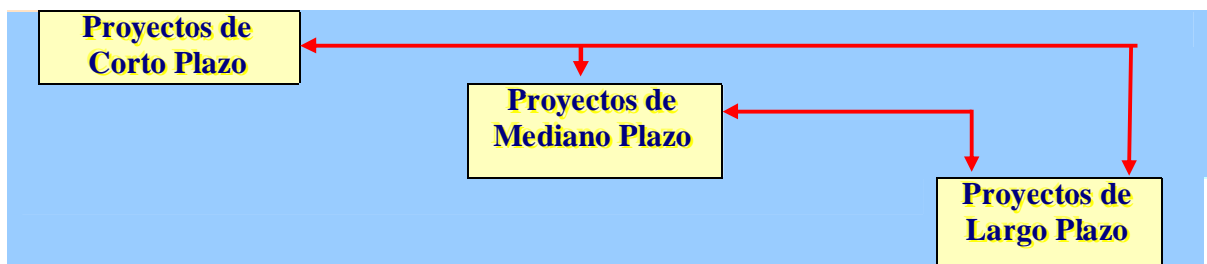 Proyectos de
Corto Plazo
Proyectos de
Mediano Plazo
Proyectos de
Largo Plazo